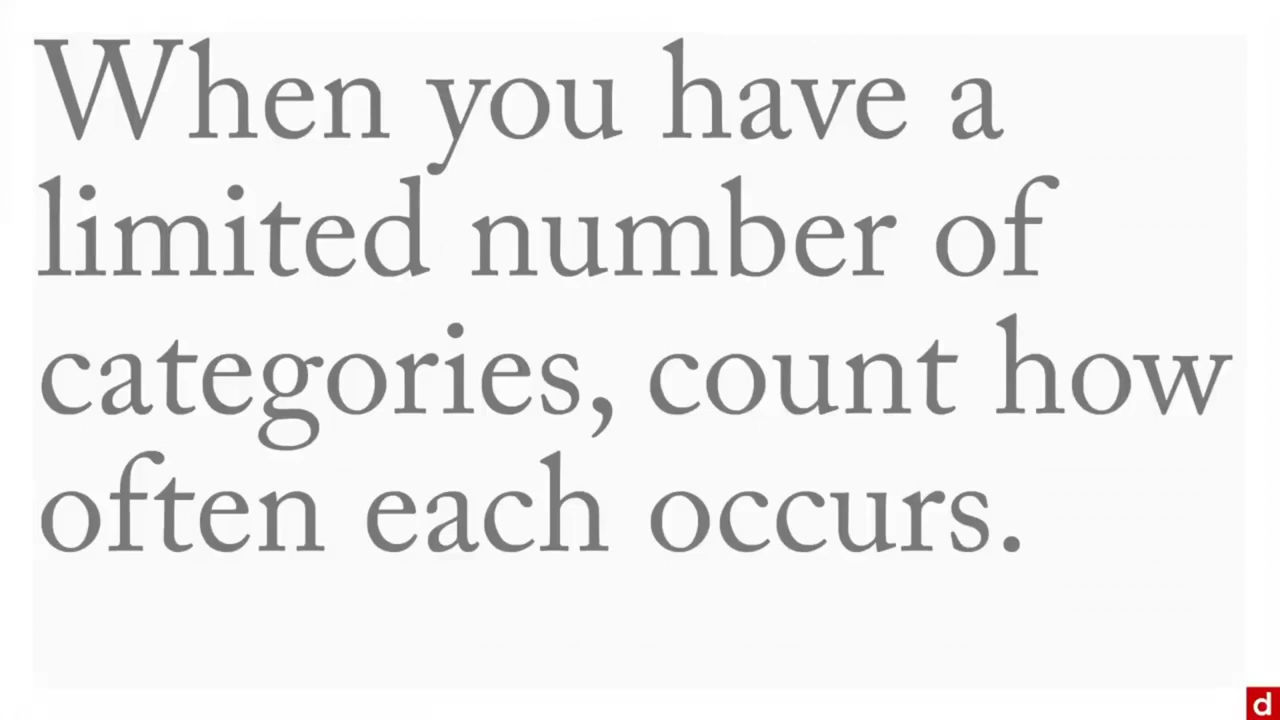 When you have a
limited number of
categories, count how
often each occurs.
d